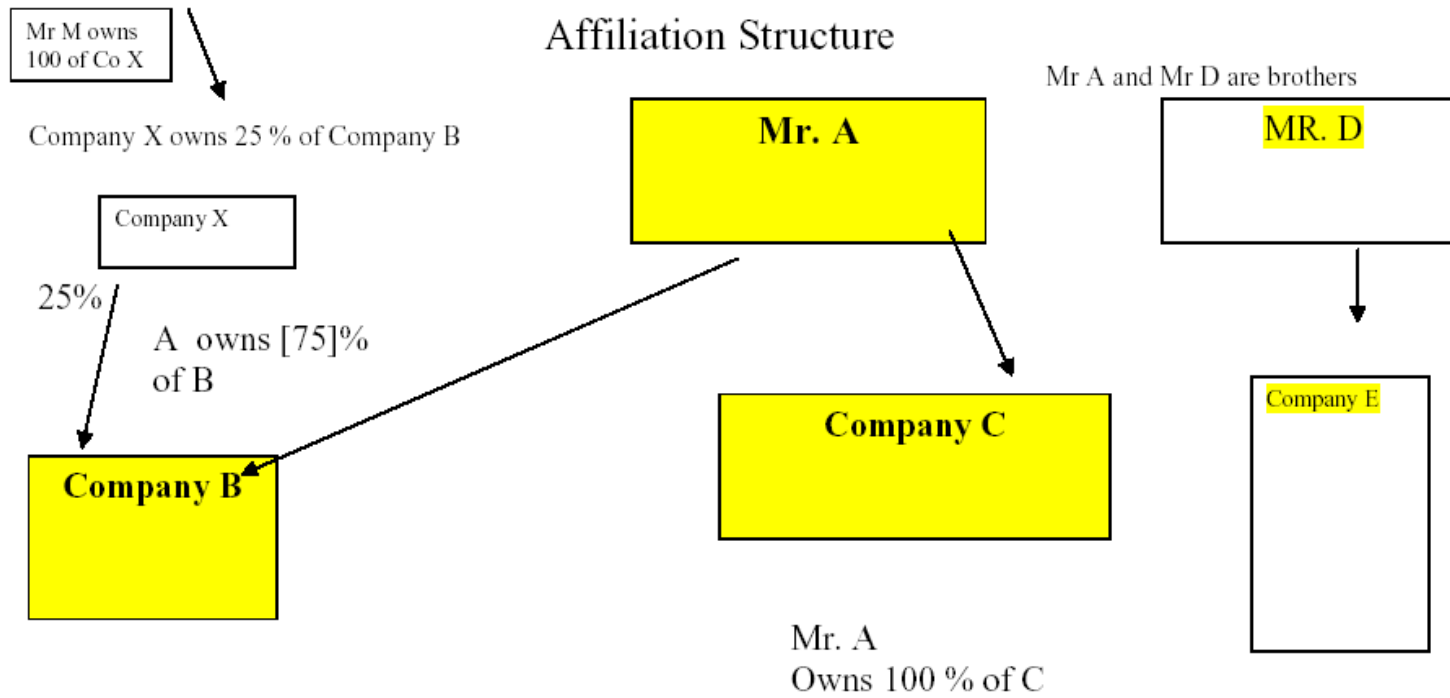 Mr M owns
100 of Co X
Affiliation Structure
Mr A and Mr D are brothers
Company X owns 25 % of Company B
Mr. A
MR. D
Company X
25%
A owns [75]%
of B
Company B
Company C
Company E
Mr. A
Owns 100 % of C